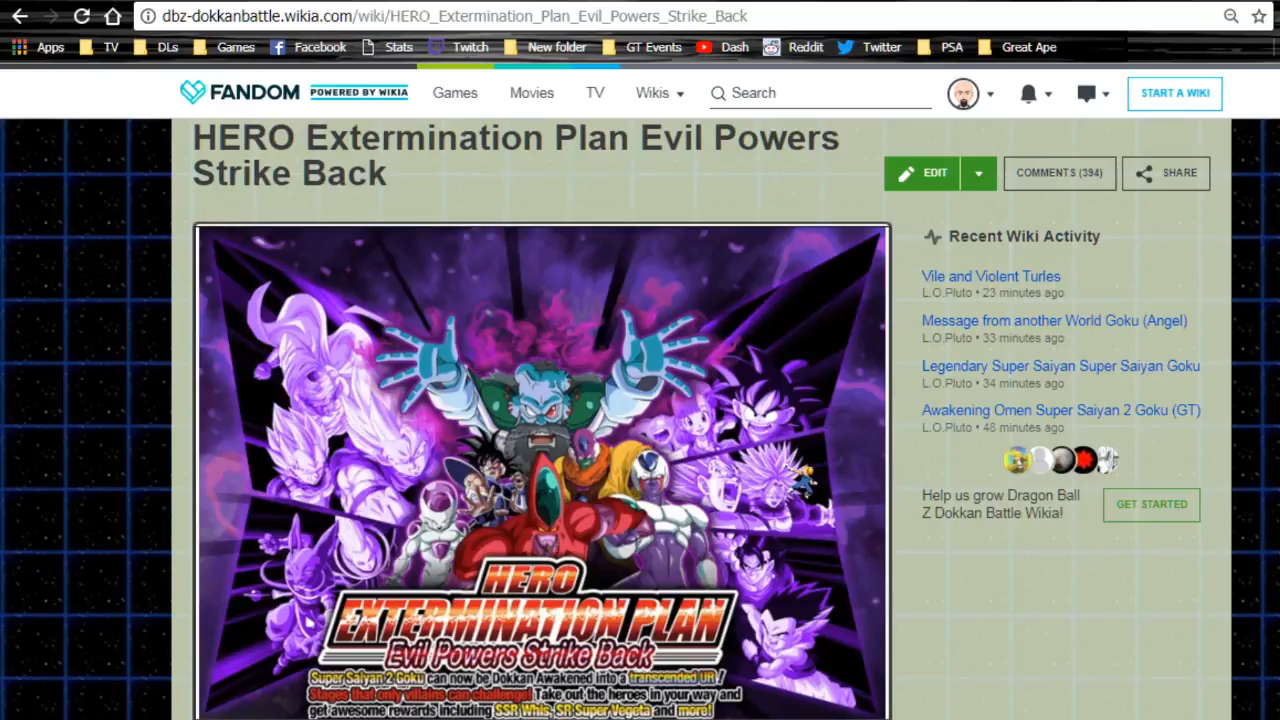 dbz-dokkanbattle.wikia.com/wiki/HERO_Extermination_Plan_Evil_Powers_Strike_Back
Apps TV DLs Games Facebook Stats Twitch New folder GT Events Dash Reddit Twitter PSA Great Ape
FANDOM POWERED BY WIKIA Games Movies TV Wikis Search START A WIKI
HERO Extermination Plan Evil Powers
Strike Back
EDIT COMMENTS (394) SHARE
Recent Wiki Activity
Vile and Violent Turles
L.O.Pluto • 23 minutes ago
Message from another World Goku (Angel)
L.O.Pluto • 33 minutes ago
Legendary Super Saiyan Super Saiyan Goku
L.O.Pluto • 34 minutes ago
Awakening Omen Super Saiyan 2 Goku (GT)
L.O.Pluto • 46 minutes ago
Help us grow Dragon Ball
Z Dokkan Battle Wikia!
GET STARTED
HERO
EXTERMINATION PLAN
Evil Powers Strike Back
Super Saiyan 2 Goku can now be Dokkan Awakened into a transcended UR!
Stages that only villains can challenge! Take out the heroes in your way and
get awesome rewards including SSR Whis, SR Super Vegeta and more!